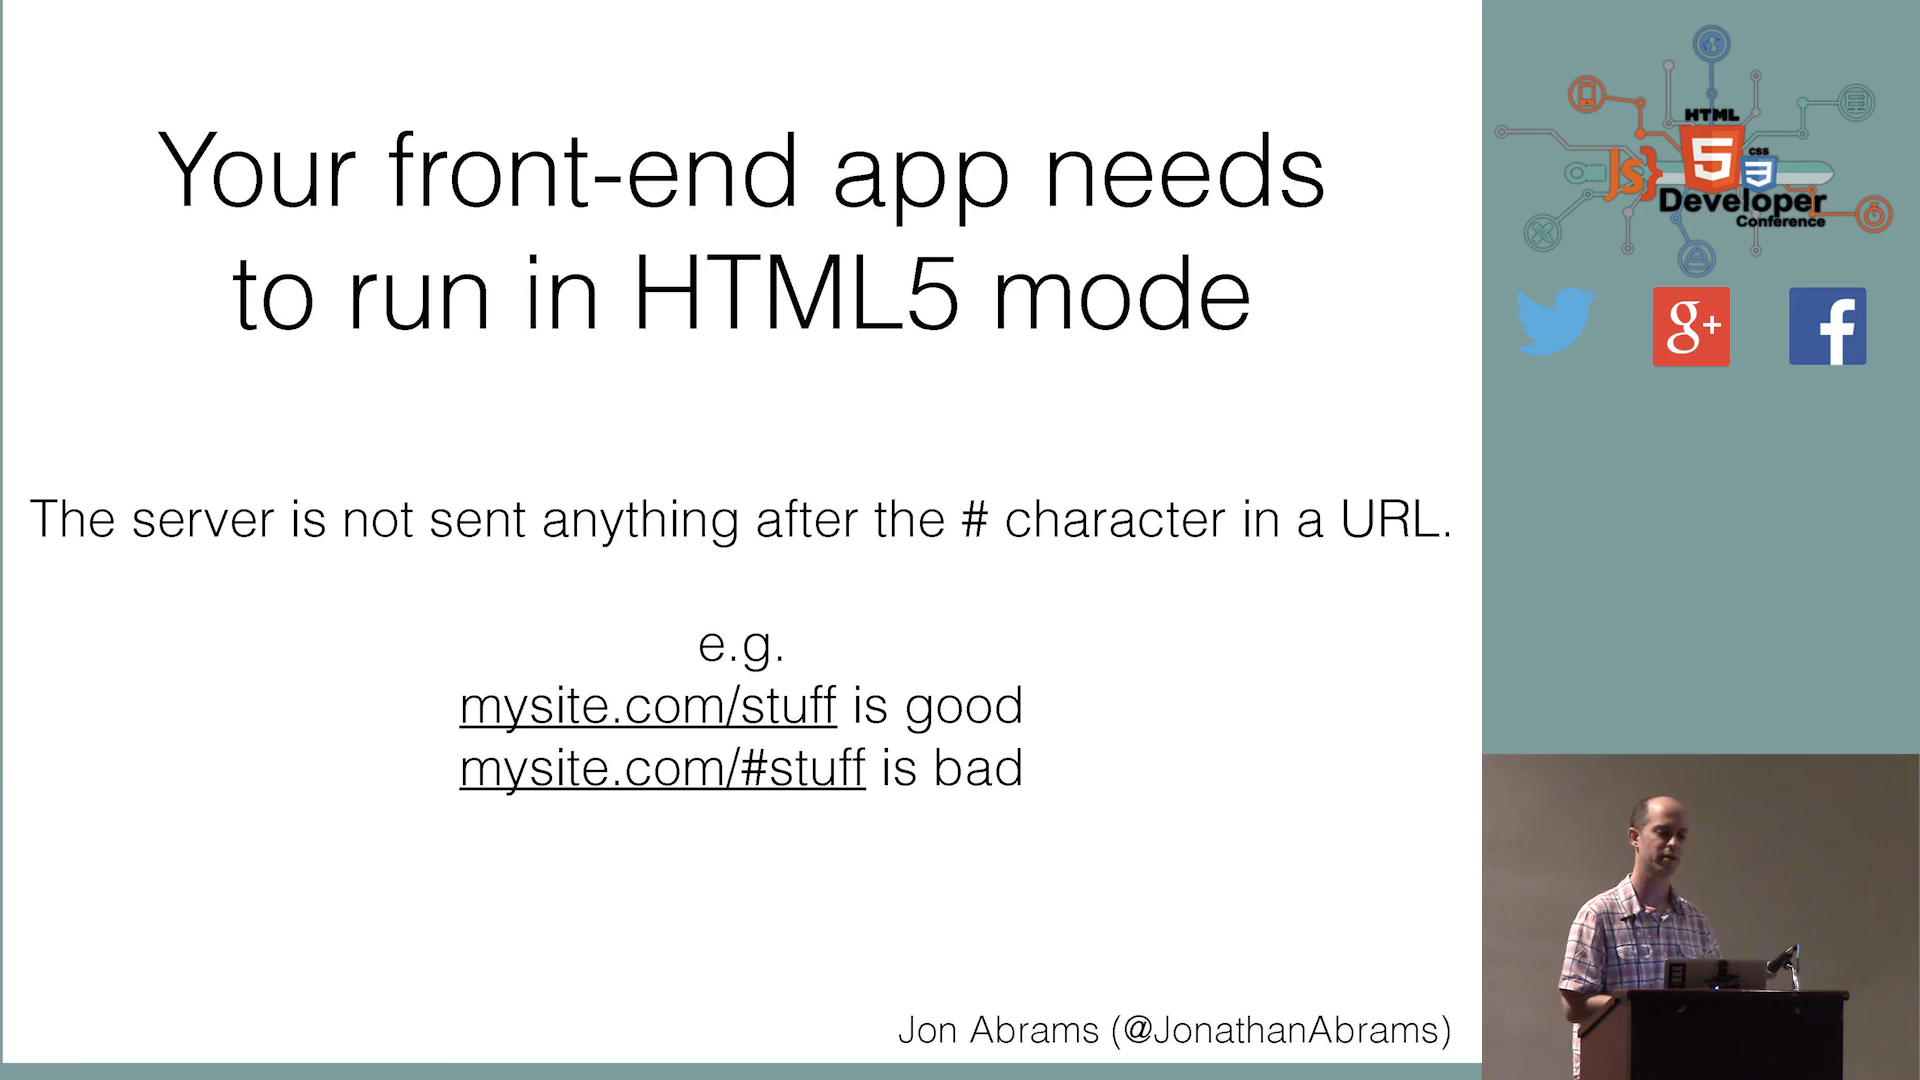 Your front-end app needs
to run in HTML5 mode
The server is not sent anything after the # character in a URL.
e.g.
mysite.com/stuff is good
mysite.com/#stuff is bad
Jon Abrams (@JonathanAbrams)
HTML
5
JS}
CSS
3
Developer
Conference
g+
f